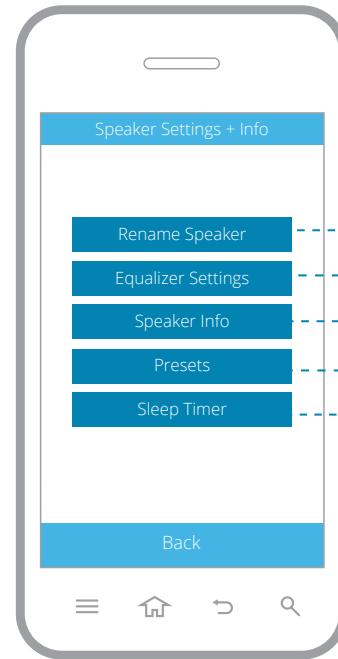 Speaker Settings + Info
Rename Speaker
Equalizer Settings
Speaker Info
Presets
Sleep Timer
Back